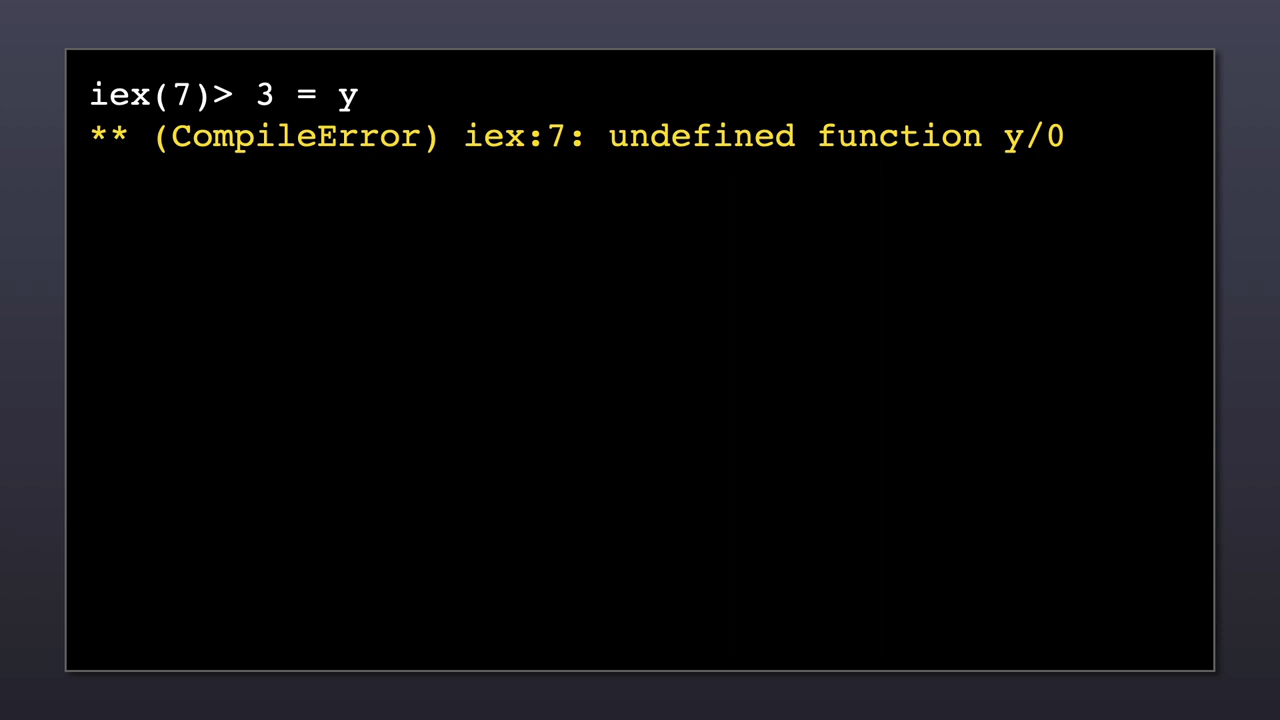 iex(7)> 3 = y
** (CompileError) iex:7: undefined function y/0